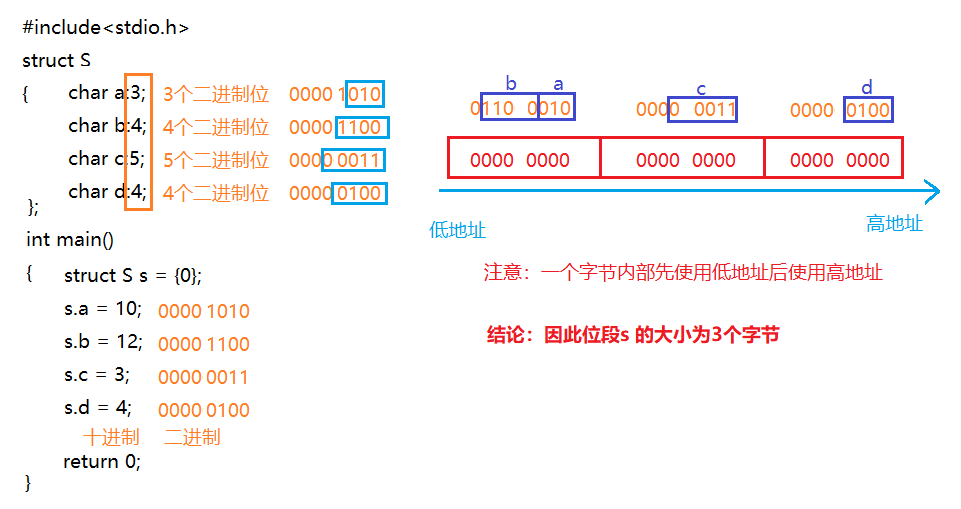 #include<stdio.h>
struct S
{ char a:3; 3个二进制位 0000 1010
char b:4; 4个二进制位 0000 1100
char c:5; 5个二进制位 0000 0011
char d:4; 4个二进制位 0000 0100
};
int main()
{ struct S s = {0};
s.a = 10; 0000 1010
s.b = 12; 0000 1100
s.c = 3; 0000 0011
s.d = 4; 0000 0100
十进制 二进制
return 0;
}
b a c d
0110 0010 0000 0011 0000 0100
0000 0000 0000 0000 0000 0000
低地址 高地址
注意：一个字节内部先使用低地址后使用高地址
结论：因此位段s 的大小为3个字节